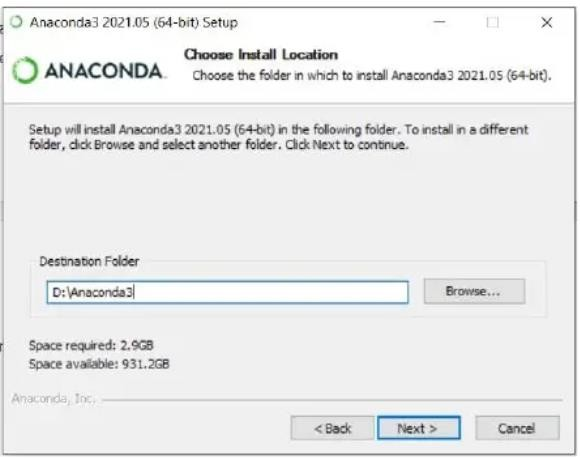 Anaconda3 2021.05 (64-bit) Setup
Choose Install Location
ANACONDA.
Choose the folder in which to install Anaconda3 2021.05 (64-bit).
Setup will install Anaconda3 2021.05 (64-bit) in the following folder. To install in a different
folder, click Browse and select another folder. Click Next to continue.
Destination Folder
D:\Anaconda3
Browse...
Space required: 2.9GB
Space available: 931.2GB
Anaconda, Inc.
< Back
Next >
Cancel